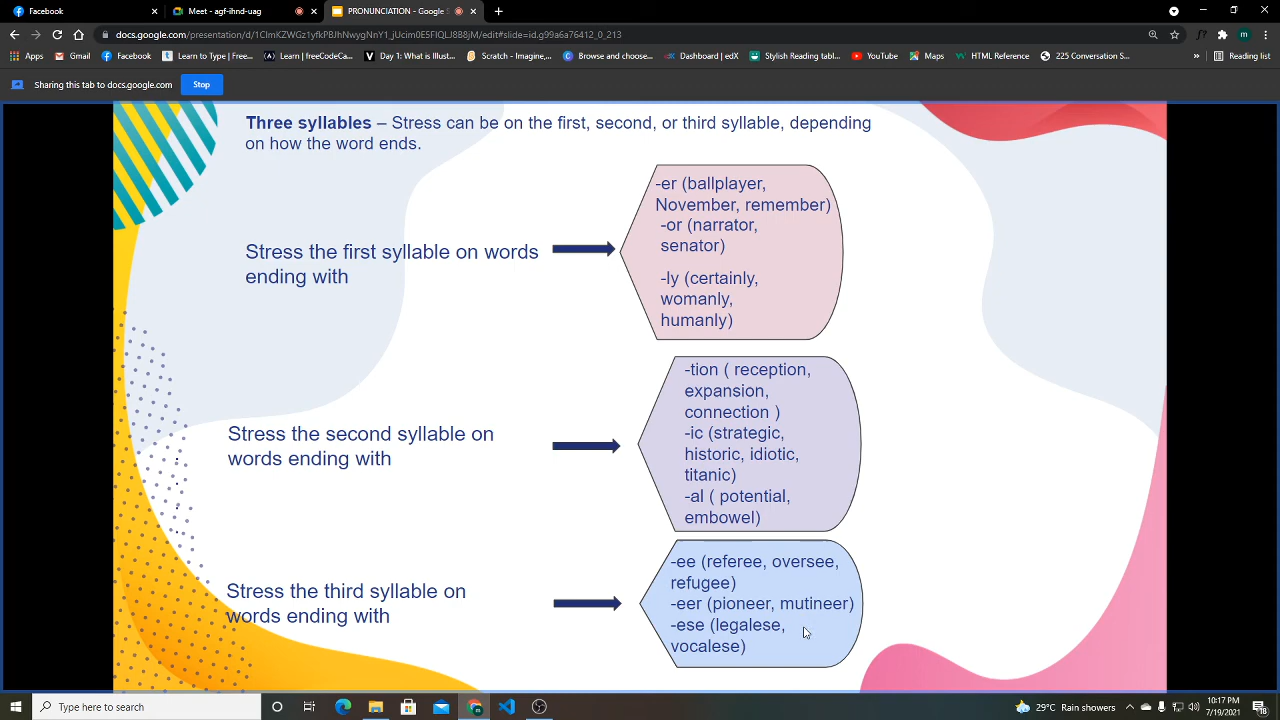 Facebook
Meet - agf-ihnd-uag
PRONUNCIATION - Google
docs.google.com/presentation/d/1ClmKZWGz1yfkPBJhNwygNnY1_jUcim0ESFlQLJ8B8jM/edit#slide=id.g99a6a76412_0_213
Apps
Gmail
Facebook
Learn to Type | Free...
Learn | freeCodeCa...
Day 1: What is Illust...
Scratch - Imagine,...
Browse and choose...
Dashboard | edX
Stylish Reading tabl...
YouTube
Maps
HTML Reference
225 Conversation S...
»
Reading list
Sharing this tab to docs.google.com
Stop
Three syllables – Stress can be on the first, second, or third syllable, depending
on how the word ends.
Stress the first syllable on words
ending with
-er (ballplayer,
November, remember)
-or (narrator,
senator)
-ly (certainly,
womanly,
humanly)
Stress the second syllable on
words ending with
-tion ( reception,
expansion,
connection )
-ic (strategic,
historic, idiotic,
titanic)
-al ( potential,
embowel)
Stress the third syllable on
words ending with
-ee (referee, oversee,
refugee)
-eer (pioneer, mutineer)
-ese (legalese,
vocalese)
Type here to search
29°C Rain showers
10:17 PM
7/19/2021